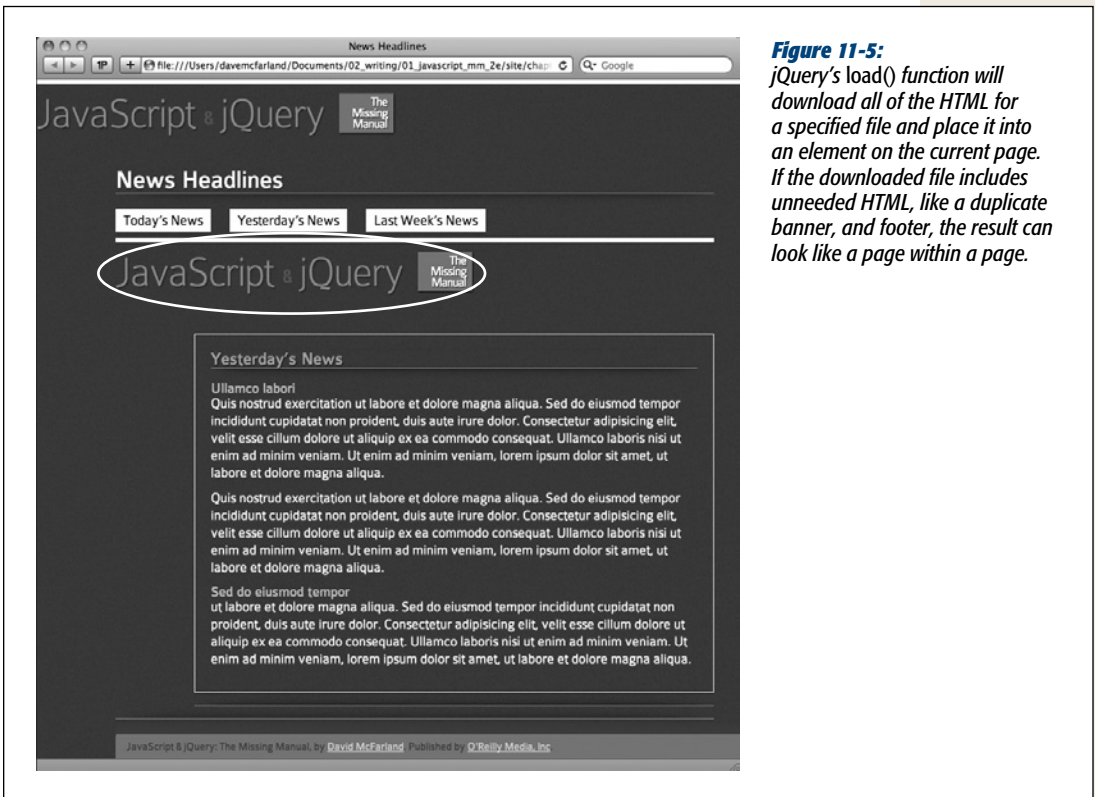 News Headlines
1P
+
file:///Users/davemcfarland/Documents/02_writing/01_javascript_mm_2e/site/chap
Google
JavaScript & jQuery
The
Missing
Manual
News Headlines
Today's News
Yesterday's News
Last Week's News
JavaScript & jQuery
The
Missing
Manual
Yesterday's News
Ullamco labori
Quis nostrud exercitation ut labore et dolore magna aliqua. Sed do eiusmod tempor
incididunt cupidatat non proident, duis aute irure dolor. Consectetur adipisicing elit,
velit esse cillum dolore ut aliquip ex ea commodo consequat. Ullamco laboris nisi ut
enim ad minim veniam. Ut enim ad minim veniam, lorem ipsum dolor sit amet, ut
labore et dolore magna aliqua.
Quis nostrud exercitation ut labore et dolore magna aliqua. Sed do eiusmod tempor
incididunt cupidatat non proident, duis aute irure dolor. Consectetur adipisicing elit,
velit esse cillum dolore ut aliquip ex ea commodo consequat. Ullamco laboris nisi ut
enim ad minim veniam. Ut enim ad minim veniam, lorem ipsum dolor sit amet, ut
labore et dolore magna aliqua.
Sed do eiusmod tempor
ut labore et dolore magna aliqua. Sed do eiusmod tempor incididunt cupidatat non
proident, duis aute irure dolor. Consectetur adipisicing elit, velit esse cillum dolore ut
aliquip ex ea commodo consequat. Ullamco laboris nisi ut enim ad minim veniam. Ut
enim ad minim veniam, lorem ipsum dolor sit amet, ut labore et dolore magna aliqua.
JavaScript & jQuery: The Missing Manual, by David McFarland. Published by O'Reilly Media, Inc.
Figure 11-5:
jQuery's load() function will
download all of the HTML for
a specified file and place it into
an element on the current page.
If the downloaded file includes
unneeded HTML, like a duplicate
banner, and footer, the result can
look like a page within a page.